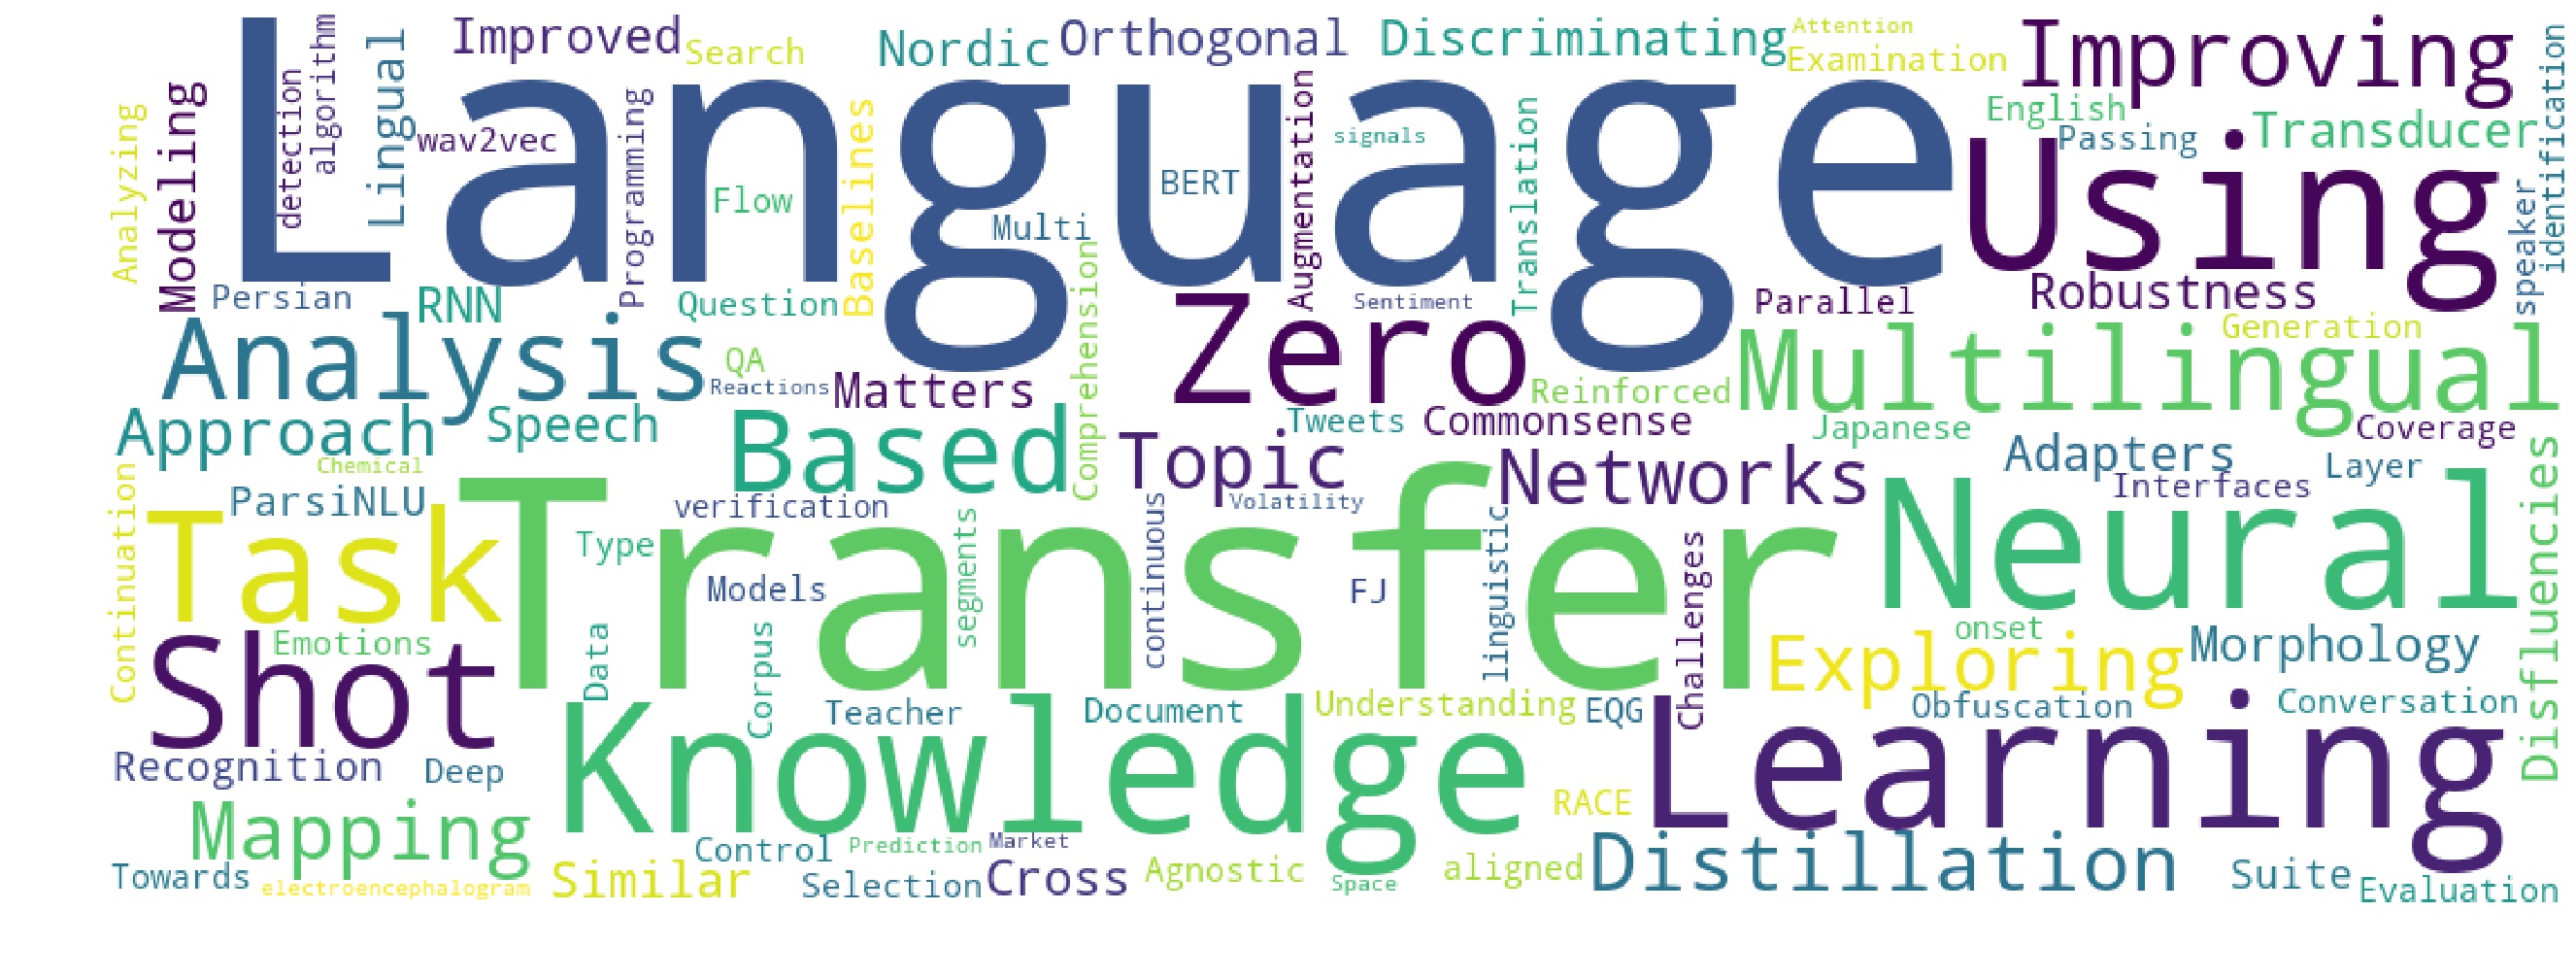 Language
Improved
Search
Nordic
Orthogonal
Discriminating
Attention
Examination
Improving
algorithm
detection
Lingual
Modeling
Analyzing
wav2vec
Programming
Flow
Baselines
Multi
BERT
Augmentation
signals
Translation
English
Passing
Transducer
identification
speaker
Using
Persian
RNN
Question
Comprehension
Zero
Sentiment
Parallel
Robustness
Generation
Analysis
QA
Reactions
Matters
Reinforced
Multilingual
Approach
Speech
Based
Tweets
Commonsense
Japanese
Coverage
Chemical
Topic
Networks
Adapters
Layer
Interfaces
Continuation
ParsiNLU
Transfer
verification
Volatility
Neural
Task
Type
segments
continuous
linguistic
Challenges
Disfluencies
Models
FJ
Shot
Emotions
Data
Corpus
onset
Exploring
Morphology
Knowledge
Teacher
Document
Understanding
EQG
Obfuscation
Conversation
Learning
Recognition
Deep
RACE
Mapping
Control
Prediction
Market
Distillation
Towards
electroencephalogram
Similar
Selection
Cross
Agnostic
Space
aligned
Suite
Evaluation